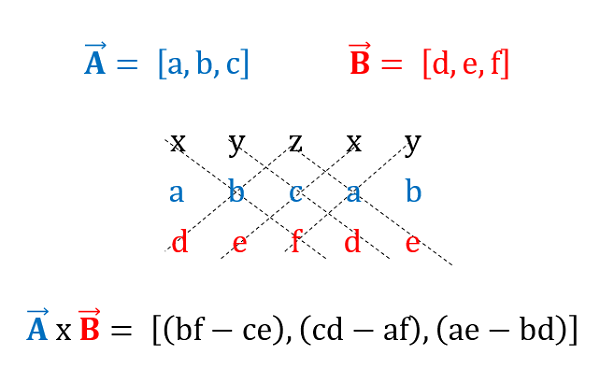 A⃗ = [a, b, c] B⃗ = [d, e, f]
x y z x y
a b c a b
d e f d e
A⃗ x B⃗ = [(bf − ce), (cd − af), (ae − bd)]